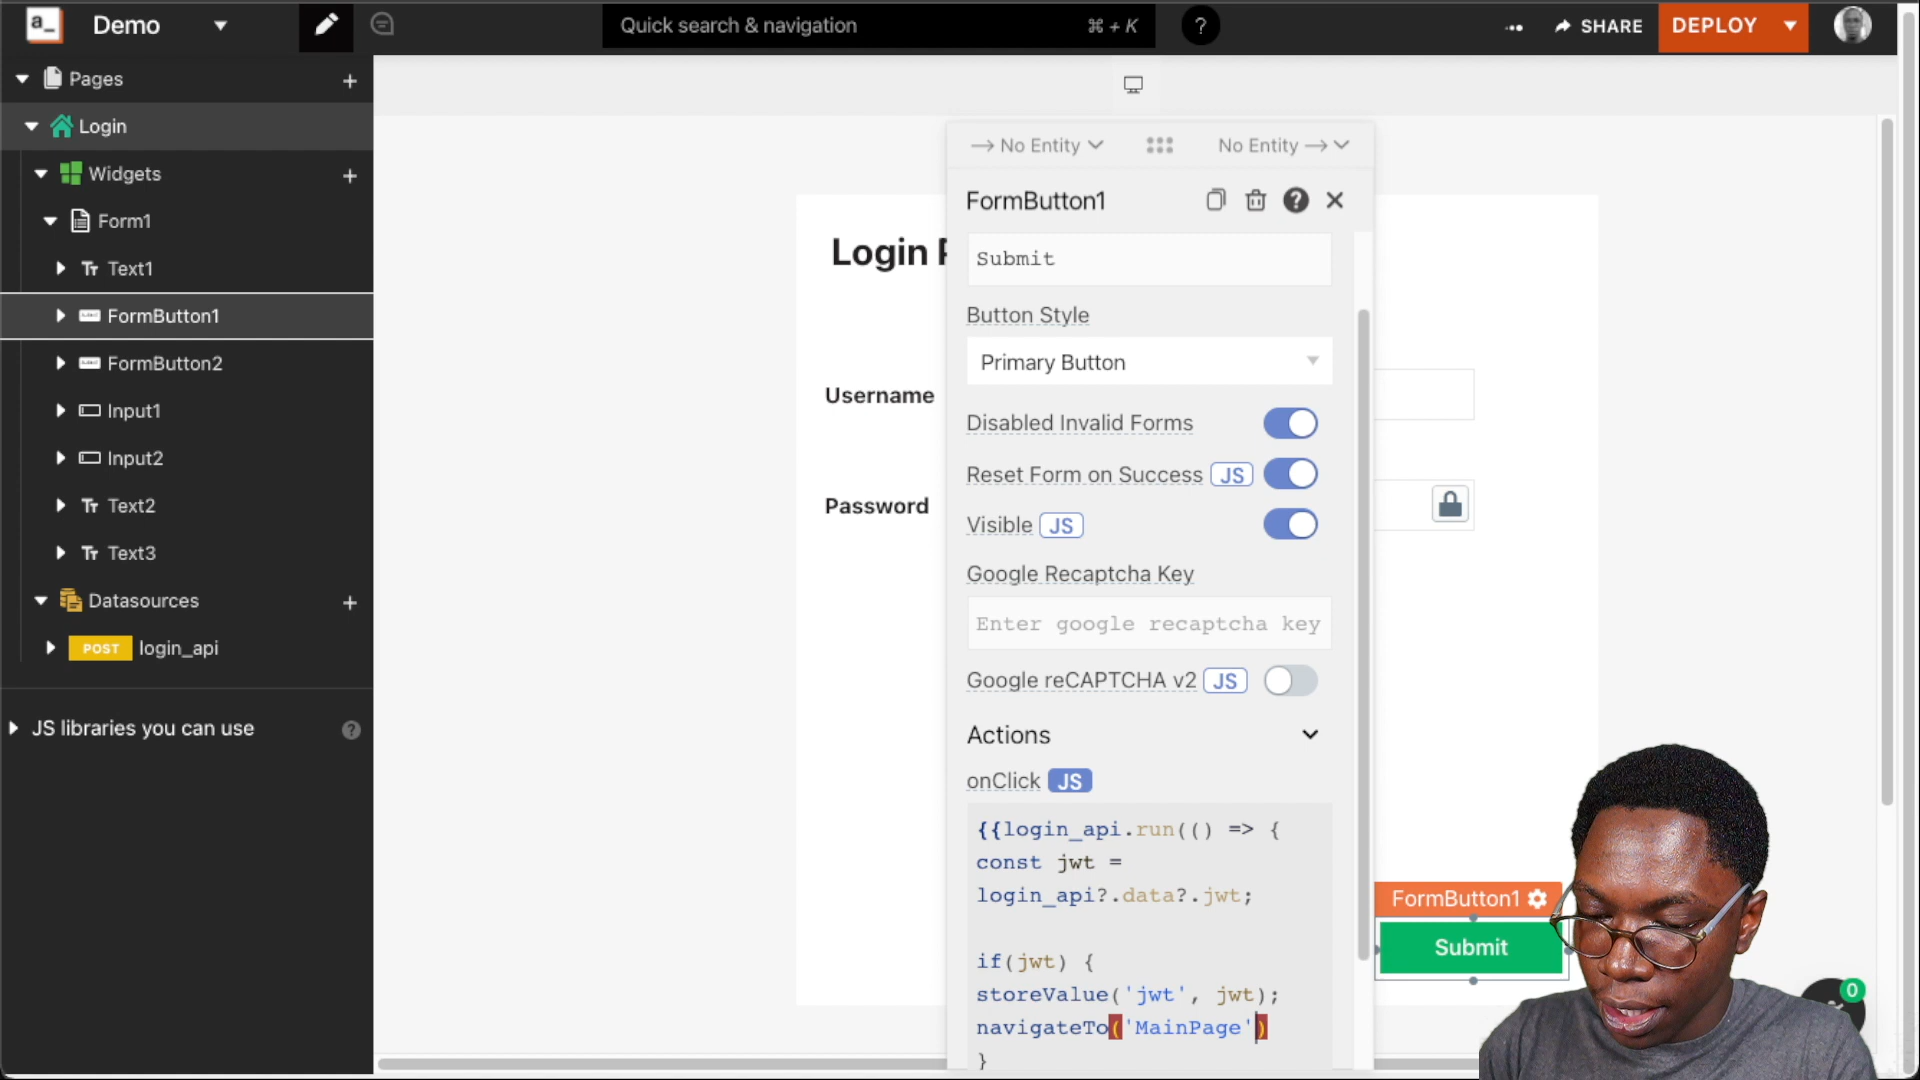 a_ Demo Quick search & navigation ⌘ + K ? SHARE DEPLOY
Pages +
Login
Widgets +
Form1
Tr Text1
FormButton1
FormButton2
Input1
Input2
Tr Text2
Tr Text3
Datasources +
POST login_api
JS libraries you can use ?
Login P
Username
Password
→ No Entity No Entity →
FormButton1 ?
Submit
Button Style
Primary Button
Disabled Invalid Forms
Reset Form on Success JS
Visible JS
Google Recaptcha Key
Enter google recaptcha key
Google reCAPTCHA v2 JS
Actions
onClick JS
{{login_api.run(() => {
const jwt =
login_api?.data?.jwt;
if(jwt) {
storeValue('jwt', jwt);
navigateTo('MainPage')
}
FormButton1
Submit
0